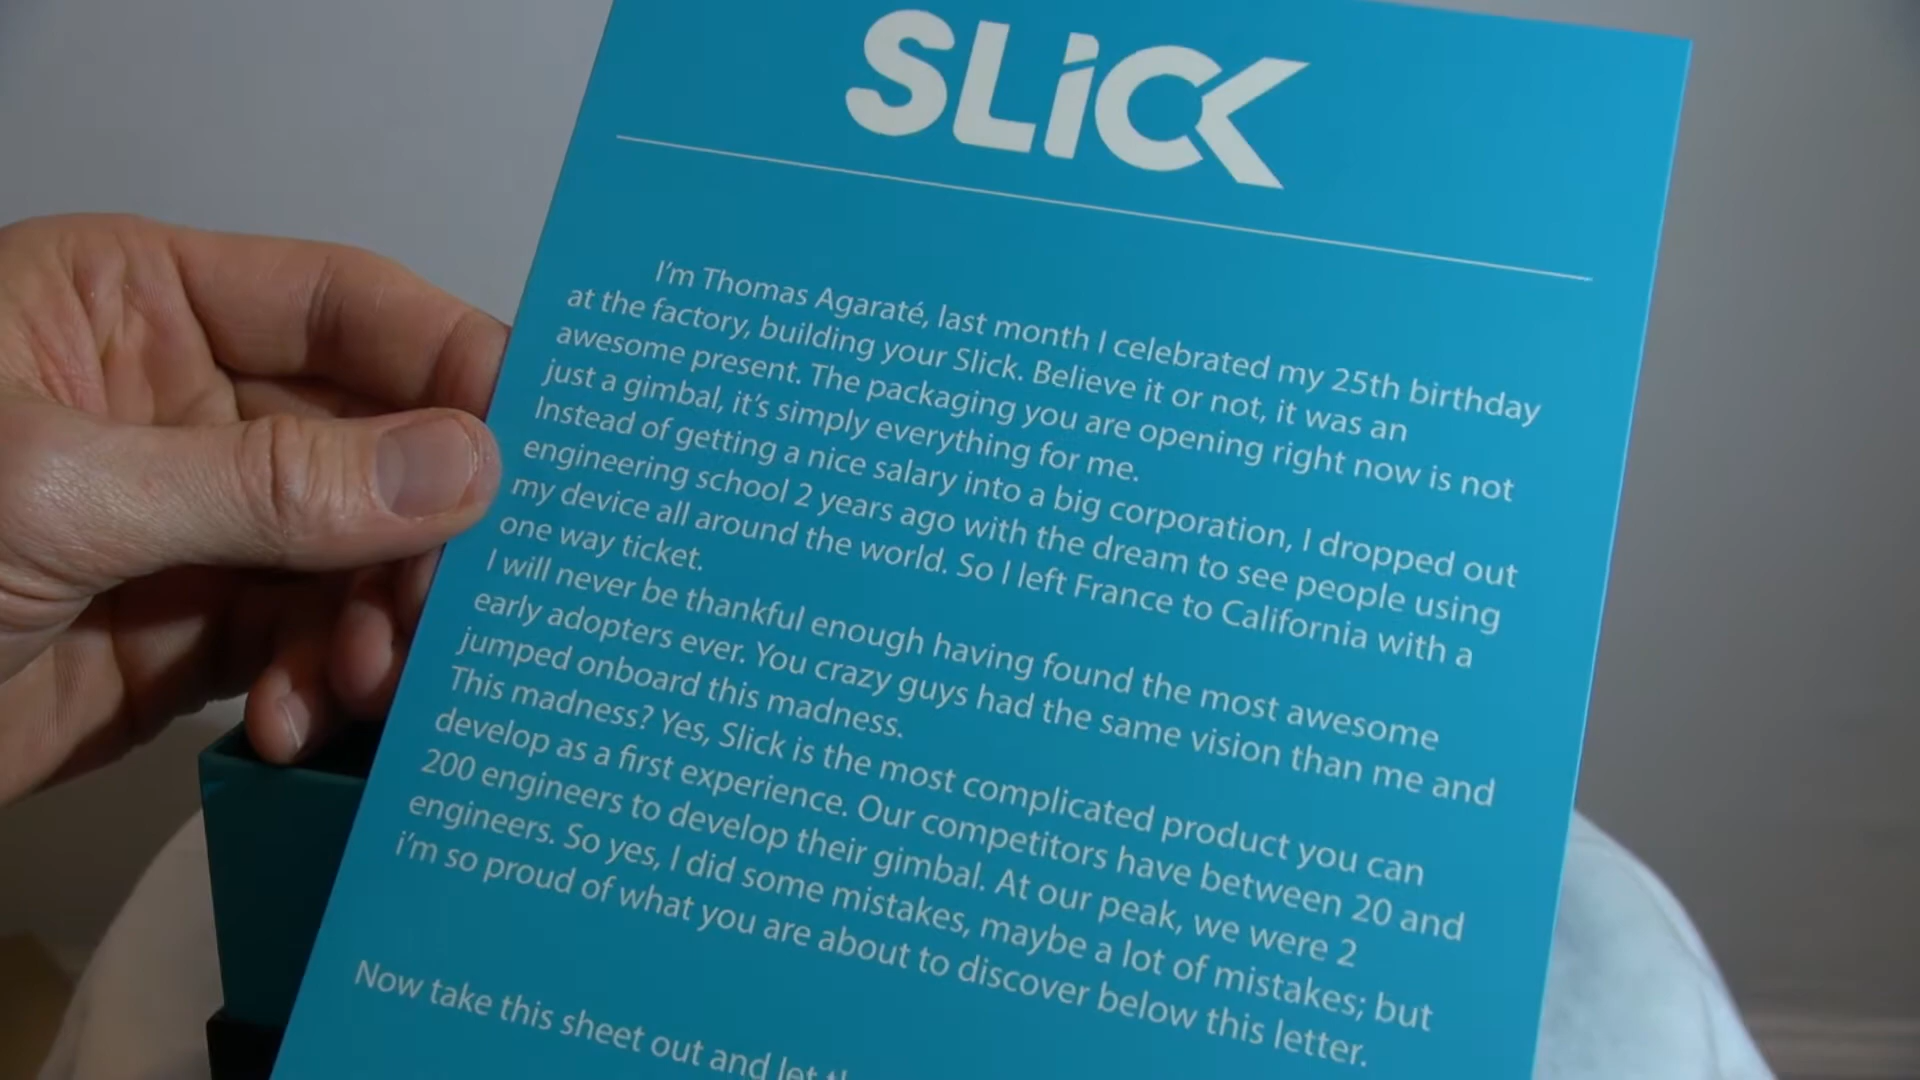 SLiCK
I'm Thomas Agaraté, last month I celebrated my 25th birthday
at the factory, building your Slick. Believe it or not, it was an
awesome present. The packaging you are opening right now is not
just a gimbal, it's simply everything for me.
Instead of getting a nice salary into a big corporation, I dropped out
engineering school 2 years ago with the dream to see people using
my device all around the world. So I left France to California with a
one way ticket.
I will never be thankful enough having found the most awesome
early adopters ever. You crazy guys had the same vision than me and
jumped onboard this madness.
This madness? Yes, Slick is the most complicated product you can
develop as a first experience. Our competitors have between 20 and
200 engineers to develop their gimbal. At our peak, we were 2
engineers. So yes, I did some mistakes, maybe a lot of mistakes; but
i'm so proud of what you are about to discover below this letter.
Now take this sheet out and let